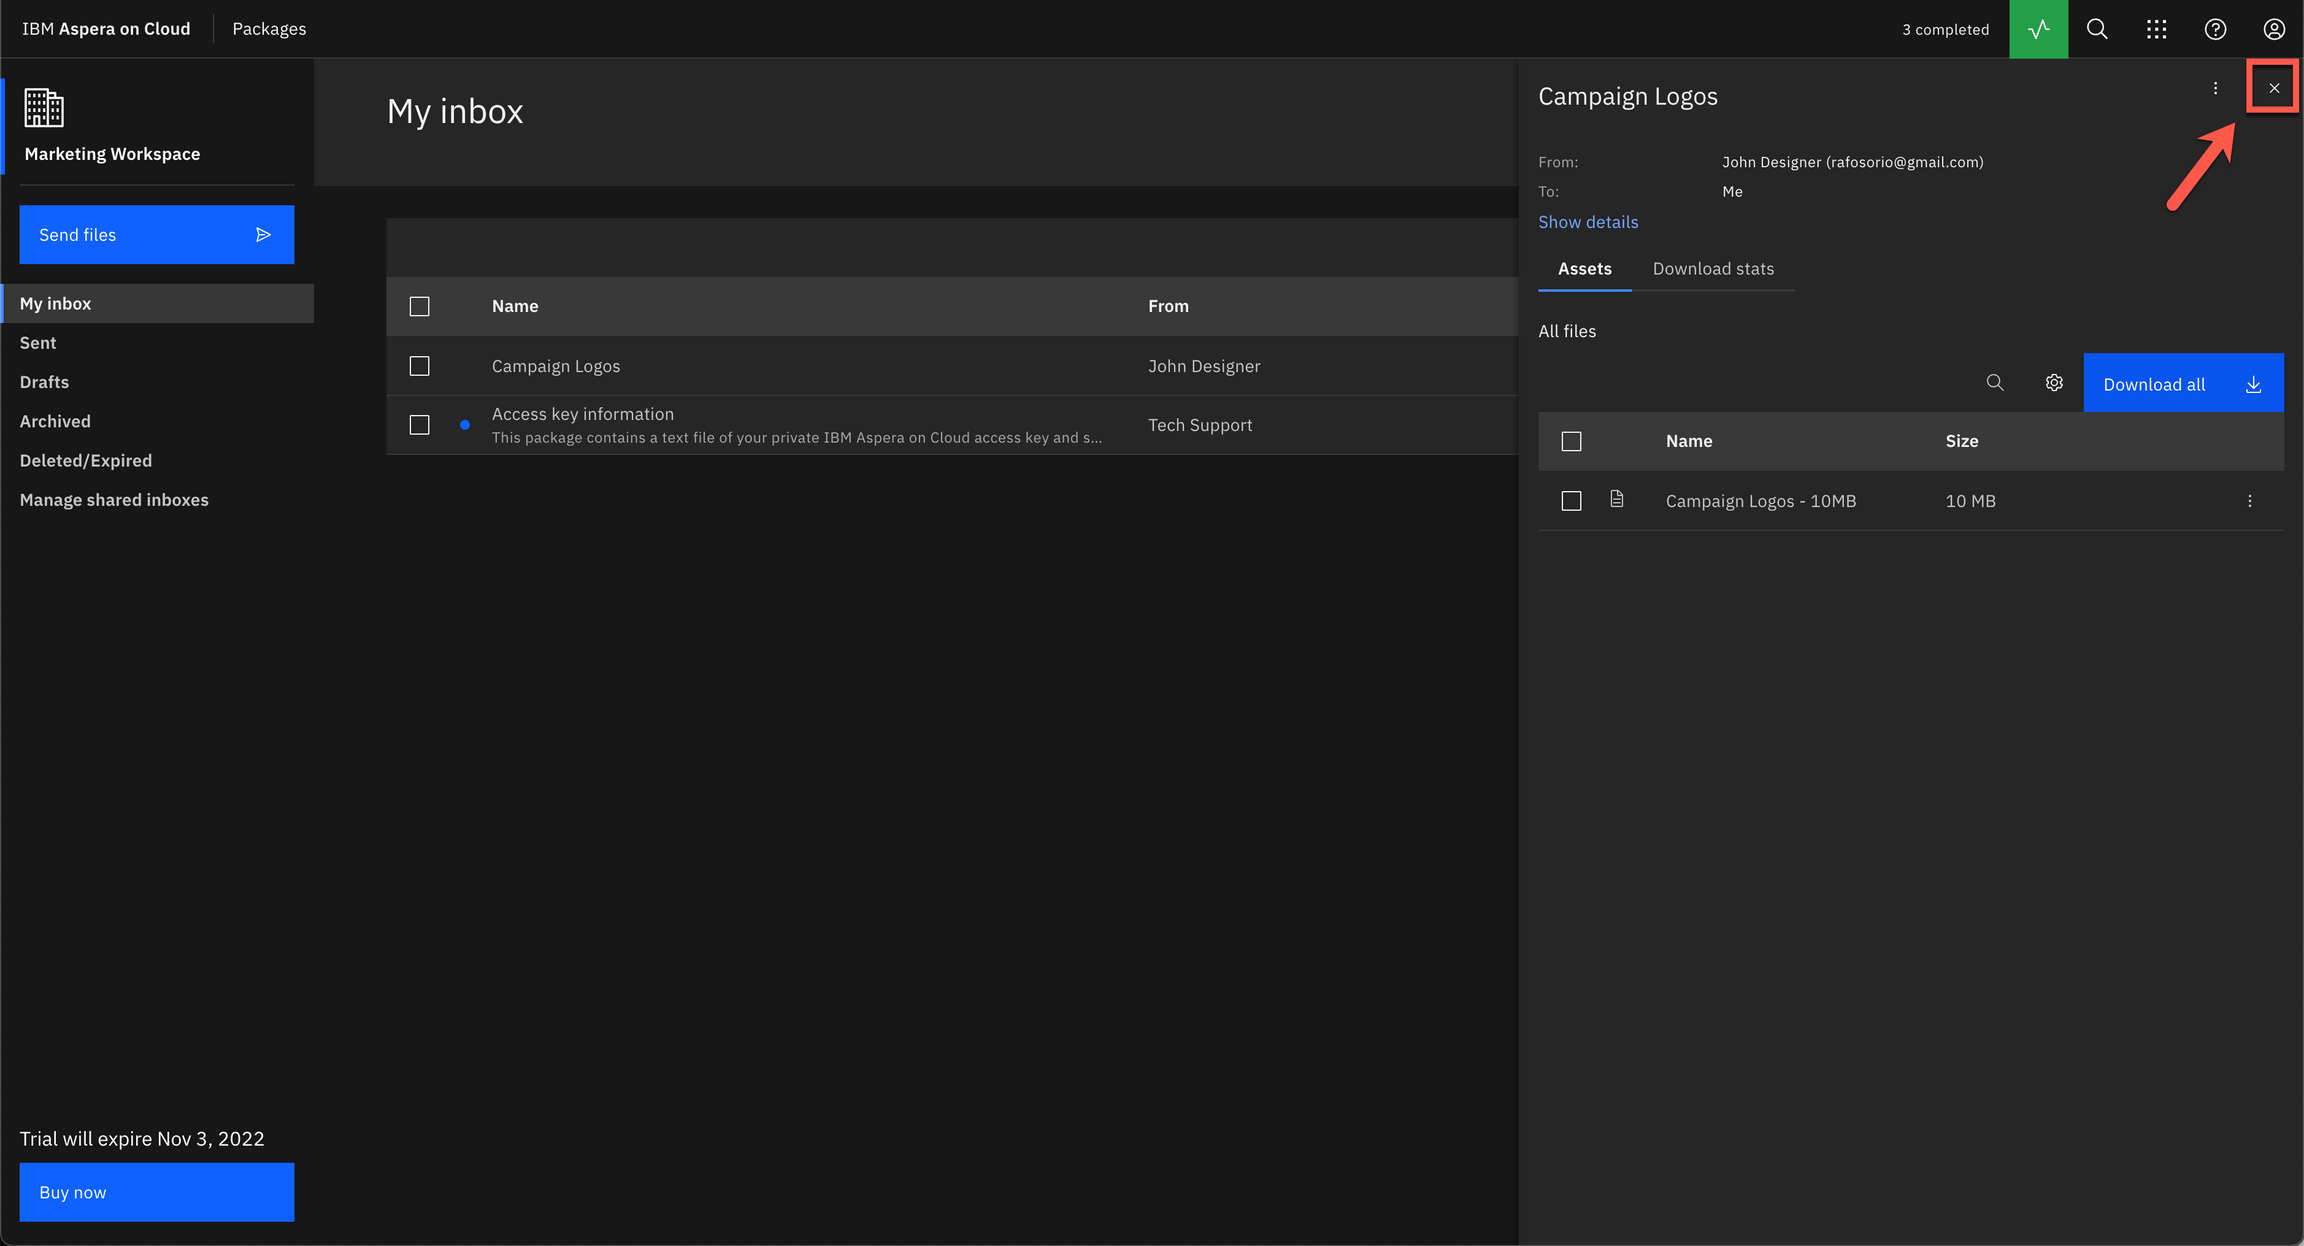 IBM Aspera on Cloud
Packages
3 completed
Marketing Workspace
Send files
My inbox
Sent
Drafts
Archived
Deleted/Expired
Manage shared inboxes
Trial will expire Nov 3, 2022
Buy now
My inbox
Name From
Campaign Logos John Designer
Access key information
This package contains a text file of your private IBM Aspera on Cloud access key and s...
Tech Support
Campaign Logos
From: John Designer (rafosorio@gmail.com)
To: Me
Show details
Assets Download stats
All files
Download all
Name Size
Campaign Logos - 10MB 10 MB